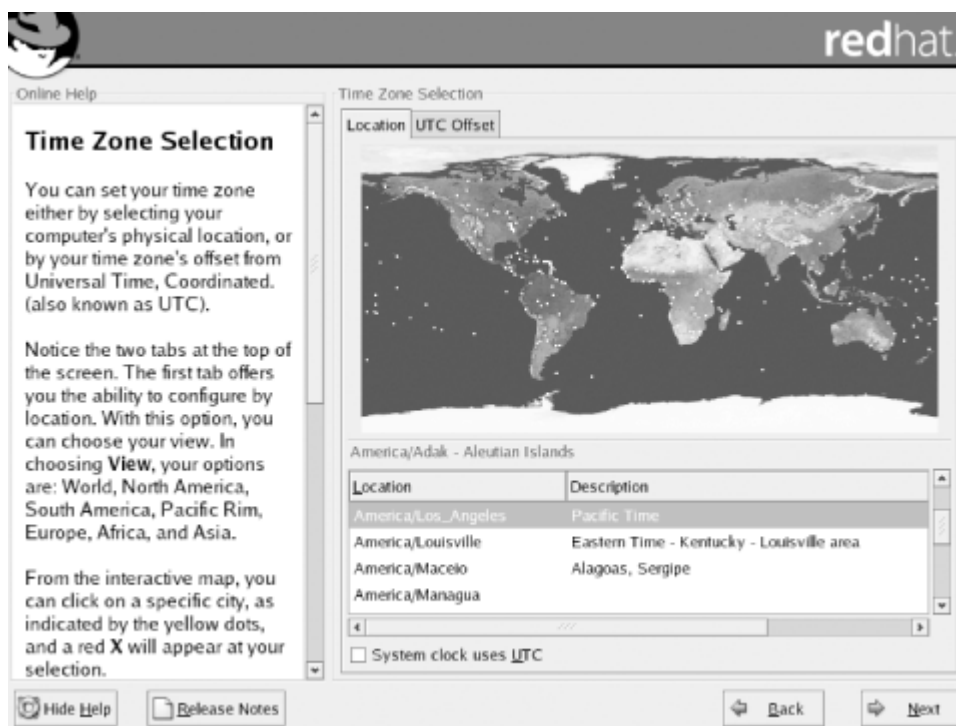 redhat.
Online Help
Time Zone Selection
You can set your time zone
either by selecting your
computer's physical location, or
by your time zone's offset from
Universal Time, Coordinated.
(also known as UTC).
Notice the two tabs at the top of
the screen. The first tab offers
you the ability to configure by
location. With this option, you
can choose your view. In
choosing View, your options
are: World, North America,
South America, Pacific Rim,
Europe, Africa, and Asia.
From the interactive map, you
can click on a specific city, as
indicated by the yellow dots,
and a red X will appear at your
selection.
Time Zone Selection
Location UTC Offset
America/Adak - Aleutian Islands
Location Description
America/Los_Angeles Pacific Time
America/Louisville Eastern Time - Kentucky - Louisville area
America/Maceio Alagoas, Sergipe
America/Managua
System clock uses UTC
Hide Help Release Notes Back Next